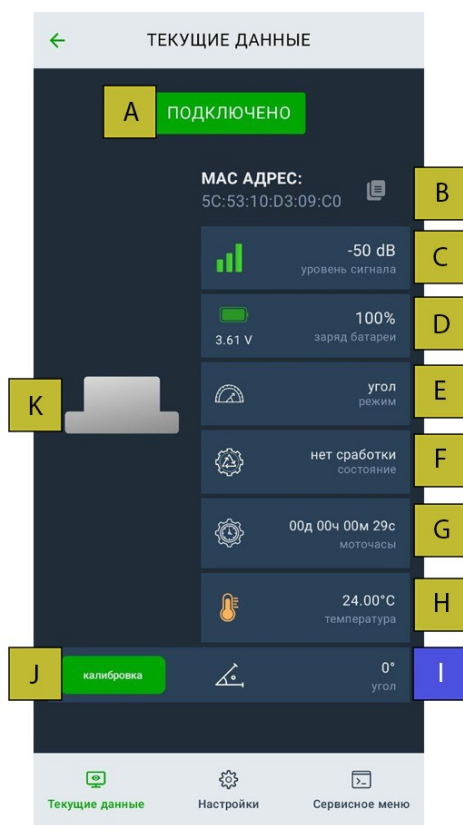 ТЕКУЩИЕ ДАННЫЕ
A
ПОДКЛЮЧЕНО
MAC АДРЕС:
5C:53:10:D3:09:C0
B
-50 dB
уровень сигнала
C
100%
3.61 V
заряд батареи
D
угол
режим
E
K
нет сработки
состояние
F
00д 00ч 00м 29с
моточасы
G
24.00°C
температура
H
J
калибровка
0°
угол
I
Текущие данные
Настройки
Сервисное меню